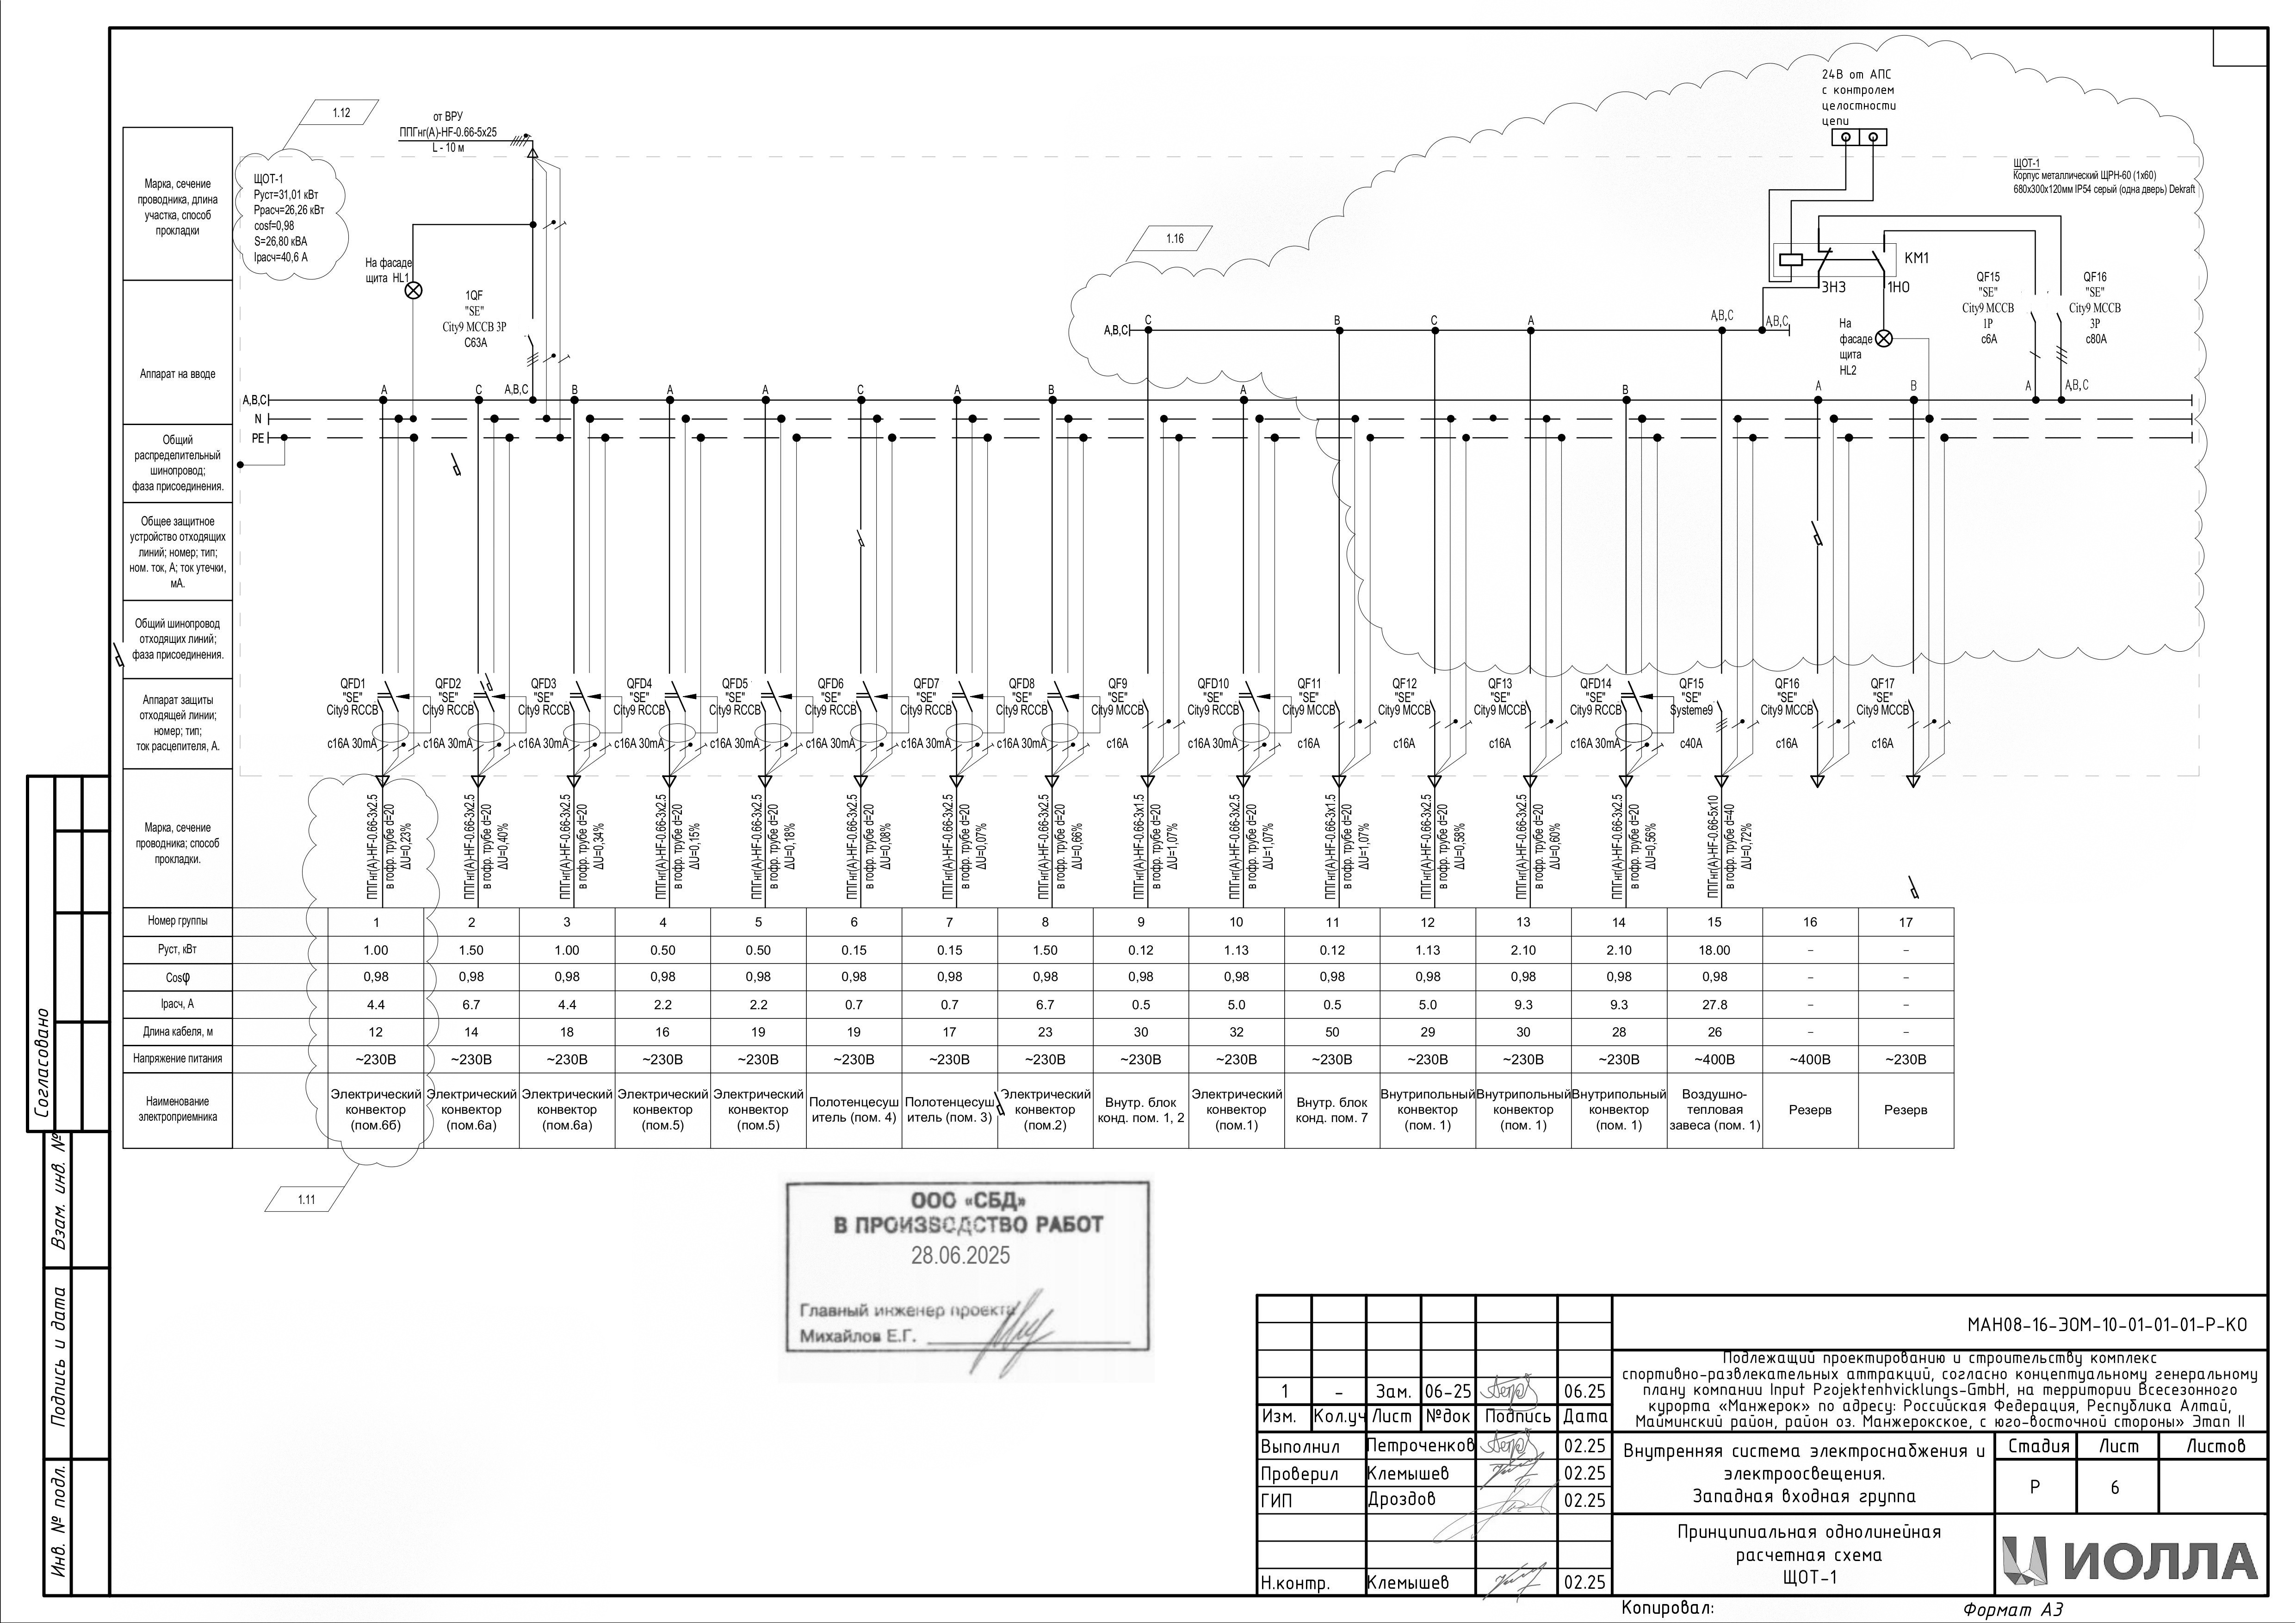 1.12
от ВРУ
ППГнг(А)-HF-0.66-5х25
L - 10 м
ЩОТ-1
Руст=31,01 кВт
Ррасч=26,26 кВт
cosf=0,98
S=26,80 кВА
Iрасч=40,6 А
На фасаде
щита HL1
1QF
"SE"
City9 MCCB 3P
C63A
1.16
24В от АПС
с контролем
целостности
цепи
ЩОТ-1
Корпус металлический ЩРН-60 (1х60)
680х300х120мм IP54 серый (одна дверь) Dekraft
КМ1
3НЗ
1НО
На
фасаде
щита
HL2
QF15
"SE"
City9 MCCB
1P
c6A
QF16
"SE"
City9 MCCB
3P
c80A
A,B,C C B C A A,B,C A,B,C
A,B,C A C A,B,C B A A C A B A B A B A A,B,C
N
PE
Марка, сечение
проводника, длина
участка, способ
прокладки
Аппарат на вводе
Общий
распределительный
шинопровод;
фаза присоединения.
Общее защитное
устройство отходящих
линий; номер; тип;
ном. ток, А; ток утечки,
мА.
Общий шинопровод
отходящих линий;
фаза присоединения.
Аппарат защиты
отходящей линии;
номер; тип;
ток расцепителя, А.
Марка, сечение
проводника; способ
прокладки.
QFD1 QFD2 QFD3 QFD4 QFD5 QFD6 QFD7 QFD8 QF9 QFD10 QF11 QF12 QF13 QFD14 QF15 QF16 QF17
"SE" "SE" "SE" "SE" "SE" "SE" "SE" "SE" "SE" "SE" "SE" "SE" "SE" "SE" "SE" "SE" "SE"
City9 RCCB City9 RCCB City9 RCCB City9 RCCB City9 RCCB City9 RCCB City9 RCCB City9 RCCB City9 MCCB City9 RCCB City9 MCCB City9 MCCB City9 MCCB City9 RCCB Systeme9 City9 MCCB City9 MCCB
c16A 30mA c16A 30mA c16A 30mA c16A 30mA c16A 30mA c16A 30mA c16A 30mA c16A 30mA c16A c16A 30mA c16A c16A c16A c16A 30mA c40A c16A c16A
ППГнг(А)-HF-0.66-3х2.5
в гофр. трубе d=20
ΔU=0,23%
ППГнг(А)-HF-0.66-3х2.5
в гофр. трубе d=20
ΔU=0,40%
ППГнг(А)-HF-0.66-3х2.5
в гофр. трубе d=20
ΔU=0,34%
ППГнг(А)-HF-0.66-3х2.5
в гофр. трубе d=20
ΔU=0,15%
ППГнг(А)-HF-0.66-3х2.5
в гофр. трубе d=20
ΔU=0,18%
ППГнг(А)-HF-0.66-3х2.5
в гофр. трубе d=20
ΔU=0,08%
ППГнг(А)-HF-0.66-3х2.5
в гофр. трубе d=20
ΔU=0,07%
ППГнг(А)-HF-0.66-3х2.5
в гофр. трубе d=20
ΔU=0,66%
ППГнг(А)-HF-0.66-3х1.5
в гофр. трубе d=20
ΔU=1,07%
ППГнг(А)-HF-0.66-3х2.5
в гофр. трубе d=20
ΔU=1,07%
ППГнг(А)-HF-0.66-3х1.5
в гофр. трубе d=20
ΔU=1,07%
ППГнг(А)-HF-0.66-3х2.5
в гофр. трубе d=20
ΔU=0,58%
ППГнг(А)-HF-0.66-3х2.5
в гофр. трубе d=20
ΔU=0,60%
ППГнг(А)-HF-0.66-3х2.5
в гофр. трубе d=20
ΔU=0,56%
ППГнг(А)-HF-0.66-5х10
в гофр. трубе d=40
ΔU=0,72%
Номер группы 1 2 3 4 5 6 7 8 9 10 11 12 13 14 15 16 17
Руст, кВт 1.00 1.50 1.00 0.50 0.50 0.15 0.15 1.50 0.12 1.13 0.12 1.13 2.10 2.10 18.00 – –
Cosφ 0,98 0,98 0,98 0,98 0,98 0,98 0,98 0,98 0,98 0,98 0,98 0,98 0,98 0,98 0,98 – –
Iрасч, А 4.4 6.7 4.4 2.2 2.2 0.7 0.7 6.7 0.5 5.0 0.5 5.0 9.3 9.3 27.8 – –
Длина кабеля, м 12 14 18 16 19 19 17 23 30 32 50 29 30 28 26 – –
Напряжение питания ~230В ~230В ~230В ~230В ~230В ~230В ~230В ~230В ~230В ~230В ~230В ~230В ~230В ~230В ~400В ~400В ~230В
Наименование
электроприемника
Электрический
конвектор
(пом.6б)
Электрический
конвектор
(пом.6а)
Электрический
конвектор
(пом.6а)
Электрический
конвектор
(пом.5)
Электрический
конвектор
(пом.5)
Полотенцесуш
итель (пом. 4)
Полотенцесуш
итель (пом. 3)
Электрический
конвектор
(пом.2)
Внутр. блок
конд. пом. 1, 2
Электрический
конвектор
(пом.1)
Внутр. блок
конд. пом. 7
Внутрипольный
конвектор
(пом. 1)
Внутрипольный
конвектор
(пом. 1)
Внутрипольный
конвектор
(пом. 1)
Воздушно-
тепловая
завеса (пом. 1)
Резерв
Резерв
1.11
ООО «СБД»
В ПРОИЗВОДСТВО РАБОТ
28.06.2025
Главный инженер проекта
Михайлов Е.Г.
Согласовано
Взам. инв. №
Подпись и дата
Инв. № подл.
МАН08-16-ЭОМ-10-01-01-01-Р-КО
Подлежащий проектированию и строительству комплекс
спортивно-развлекательных аттракций, согласно концептуальному генеральному
плану компании Input Projektenhvicklungs-GmbH, на территории Всесезонного
курорта «Манжерок» по адресу: Российская Федерация, Республика Алтай,
Майминский район, район оз. Манжерокское, с юго-восточной стороны» Этап II
1 – Зам. 06-25 06.25
Изм. Кол.уч Лист №док Подпись Дата
Выполнил Петроченков 02.25
Проверил Клемышев 02.25
ГИП Дроздов 02.25
Н.контр. Клемышев 02.25
Внутренняя система электроснабжения и
электроосвещения.
Западная входная группа
Стадия Лист Листов
Р 6
Принципиальная однолинейная
расчетная схема
ЩОТ-1
ИОЛЛА
Копировал:
Формат А3